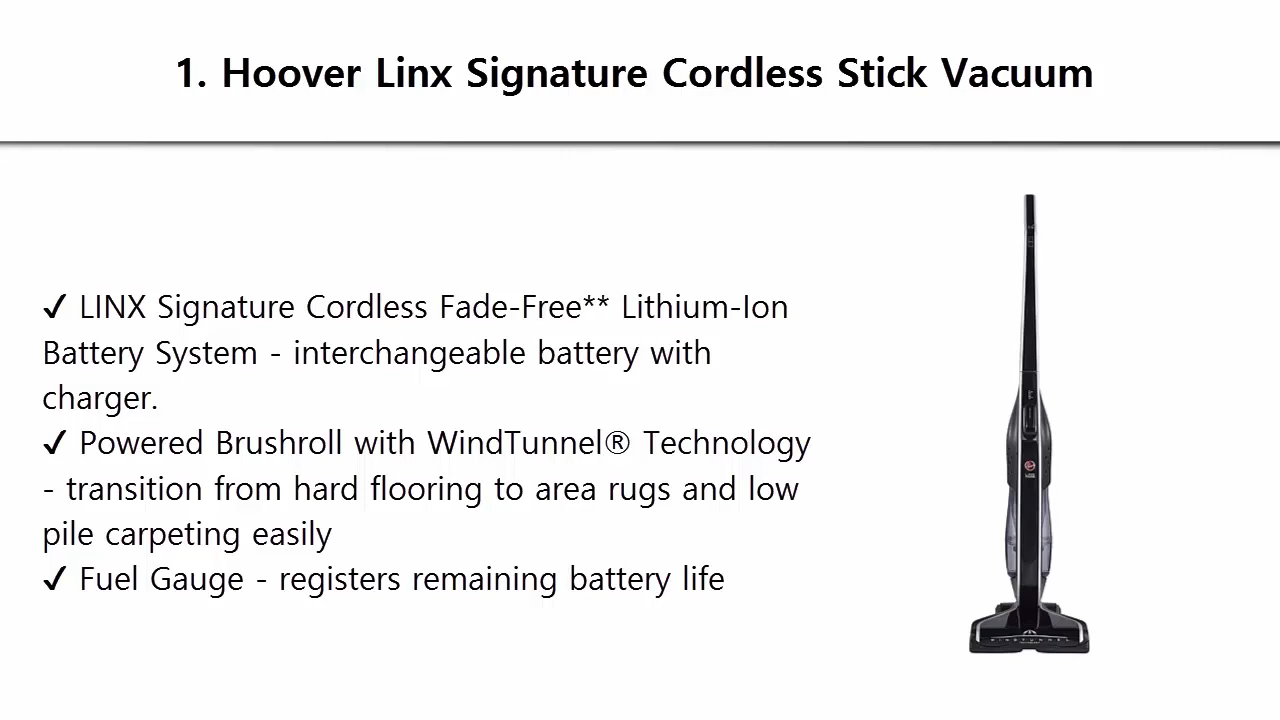 1. Hoover Linx Signature Cordless Stick Vacuum
✓ LINX Signature Cordless Fade-Free** Lithium-Ion
Battery System - interchangeable battery with
charger.
✓ Powered Brushroll with WindTunnel® Technology
- transition from hard flooring to area rugs and low
pile carpeting easily
✓ Fuel Gauge - registers remaining battery life
WINDTUNNEL